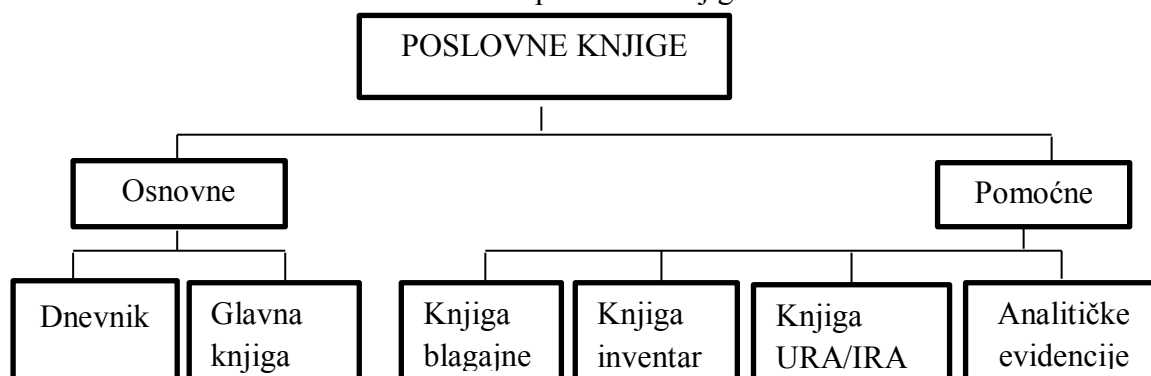 POSLOVNE KNJIGE
Osnovne
Pomoćne
Dnevnik
Glavna
knjiga
Knjiga
blagajne
Knjiga
inventar
Knjiga
URA/IRA
Analitičke
evidencije